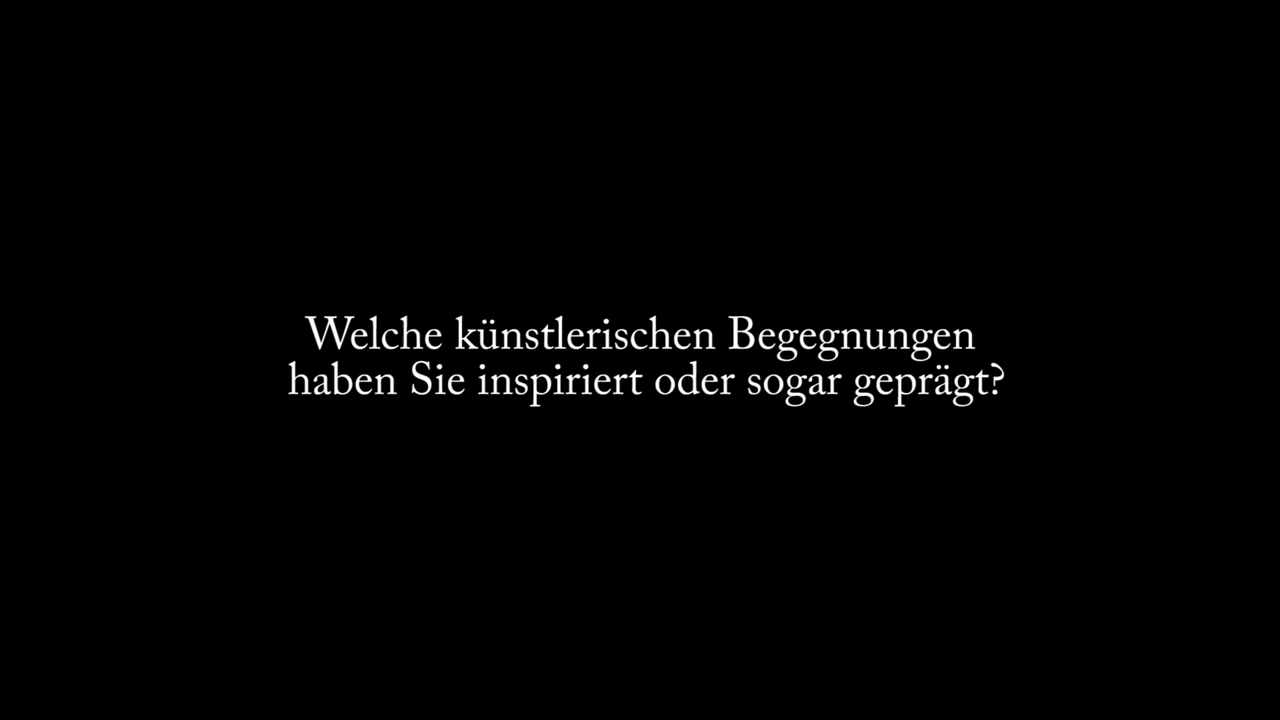 Welche künstlerischen Begegnungen
haben Sie inspiriert oder sogar geprägt?